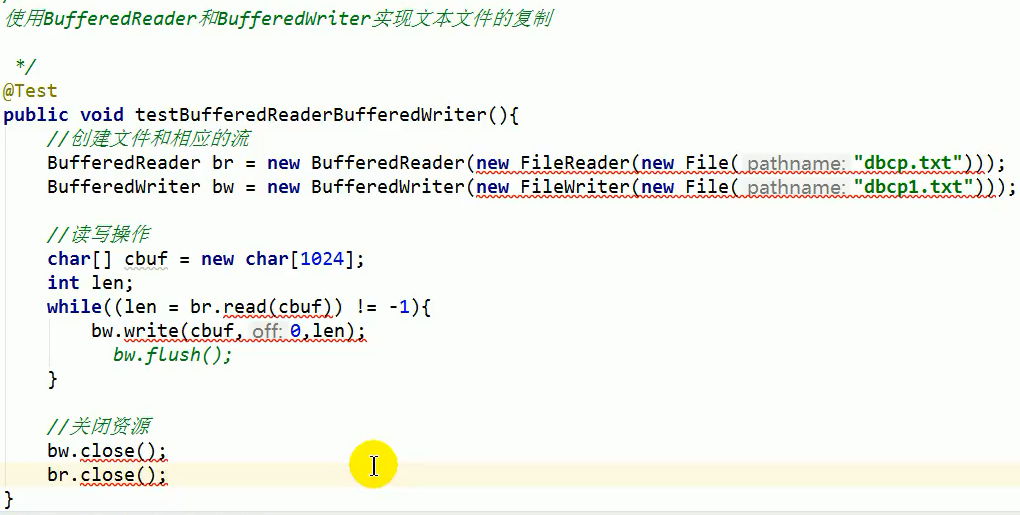 使用BufferedReader和BufferedWriter实现文本文件的复制
*/
@Test
public void testBufferedReaderBufferedWriter(){
//创建文件和相应的流
BufferedReader br = new BufferedReader(new FileReader(new File( pathname: "dbcp.txt")));
BufferedWriter bw = new BufferedWriter(new FileWriter(new File( pathname: "dbcp1.txt")));
//读写操作
char[] cbuf = new char[1024];
int len;
while((len = br.read(cbuf)) != -1){
bw.write(cbuf, off: 0,len);
bw.flush();
}
//关闭资源
bw.close();
br.close();
}